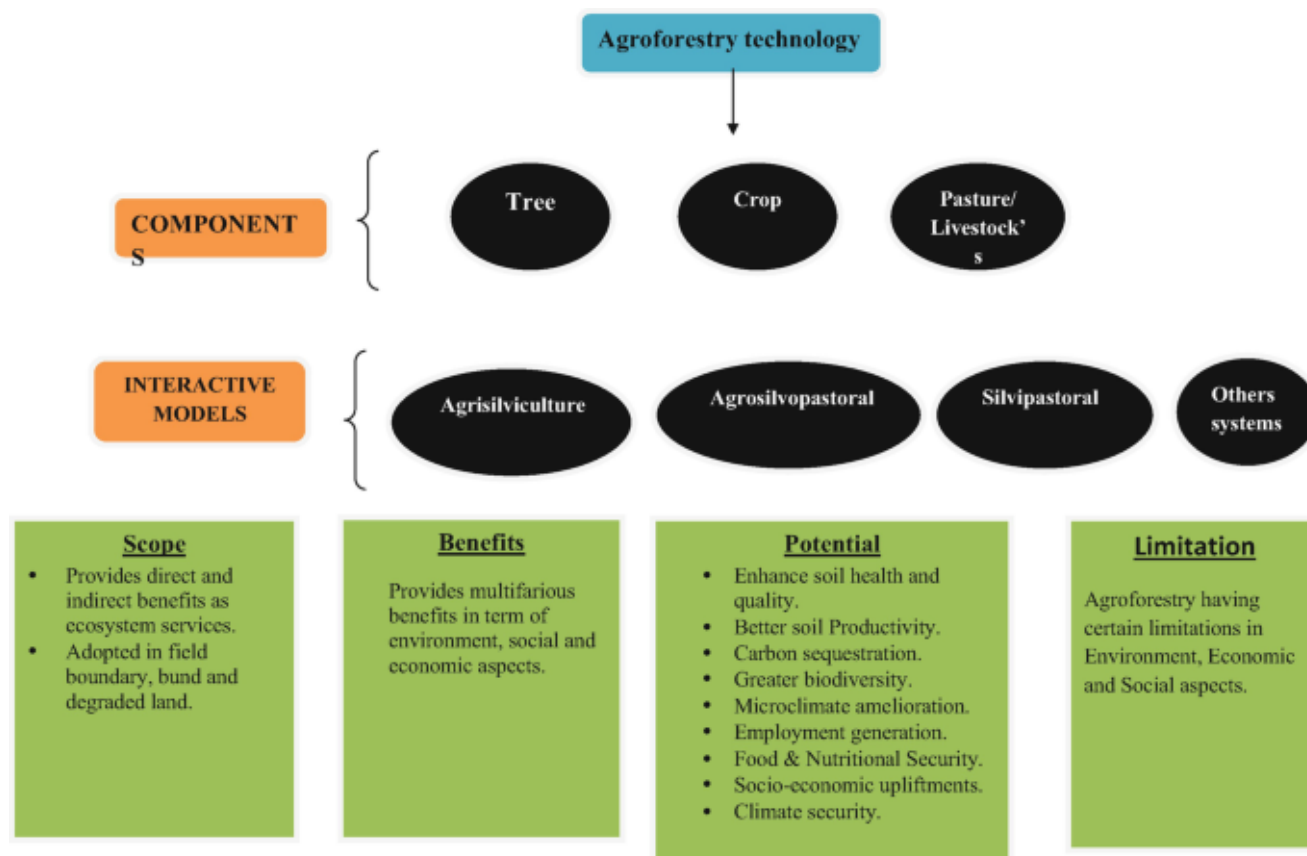 Agroforestry technology
COMPONENT
S
Tree
Crop
Pasture/
Livestock’
s
INTERACTIVE
MODELS
Agrisilviculture
Agrosilvopastoral
Silvipastoral
Others
systems
Scope
• Provides direct and
indirect benefits as
ecosystem services.
• Adopted in field
boundary, bund and
degraded land.
Benefits
Provides multifarious
benefits in term of
environment, social and
economic aspects.
Potential
• Enhance soil health and
quality.
• Better soil Productivity.
• Carbon sequestration.
• Greater biodiversity.
• Microclimate amelioration.
• Employment generation.
• Food & Nutritional Security.
• Socio-economic upliftments.
• Climate security.
Limitation
Agroforestry having
certain limitations in
Environment, Economic
and Social aspects.